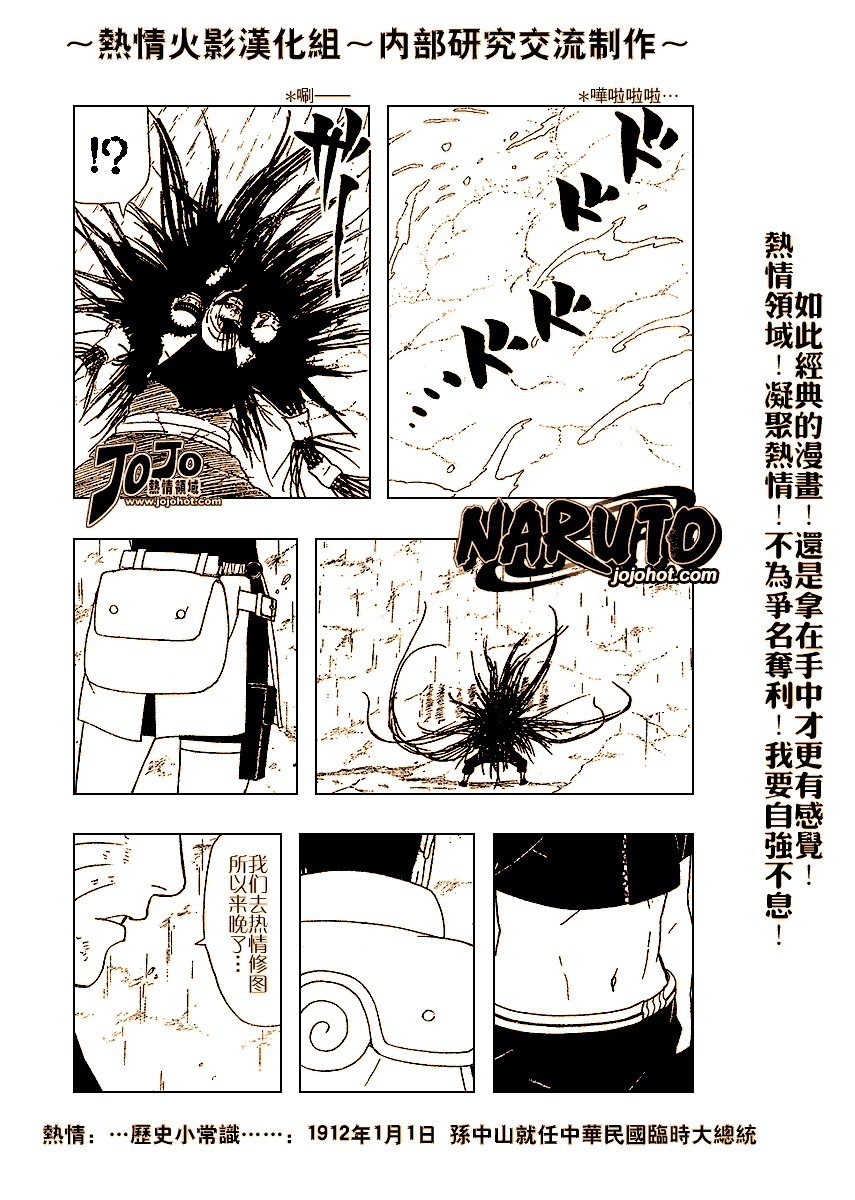 ～熱情火影漢化組～内部研究交流制作～
＊嘩啦啦啦…
＊唰——
ドド
ドド…
ザー
!?
JOJO
熱情領域
www.jojohot.com
NARUTO
jojohot.com
我们去热情修图
所以来晚了…
如此經典的漫畫！還是拿在手中才更有感覺！
熱情領域！凝聚熱情！不為爭名奪利！我要自強不息！
熱情：…歷史小常識……：1912年1月1日 孫中山就任中華民國臨時大總統